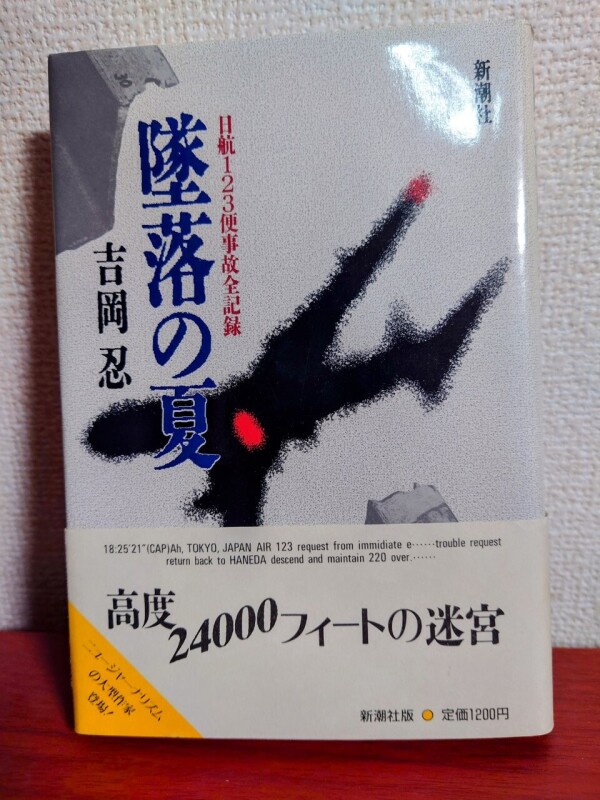 新潮社
日航123便事故全記録
墜落の夏
吉岡忍
18:25'21"(CAP)Ah, TOKYO, JAPAN AIR 123 request from immidiate e……trouble request
return back to HANEDA descend and maintain 220 over.……
高度
24000フィートの迷宮
ニュージャーナリズム
の大型作家
登場!
新潮社版 ● 定価1200円
30